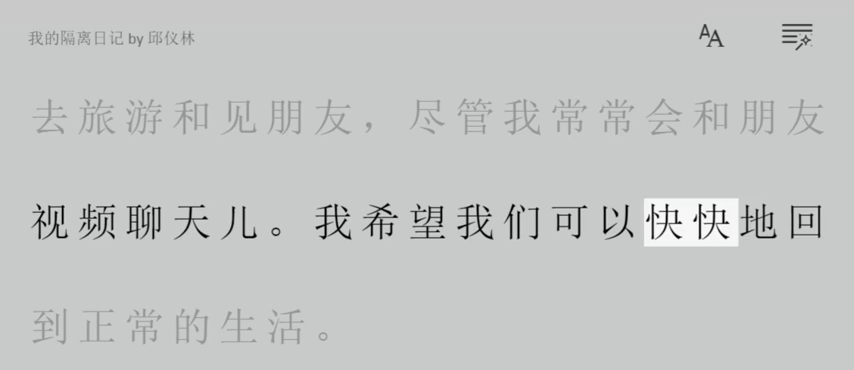 我的隔离日记 by 邱仪林
去旅游和见朋友，尽管我常常会和朋友
视频聊天儿。我希望我们可以快快地回
到正常的生活。